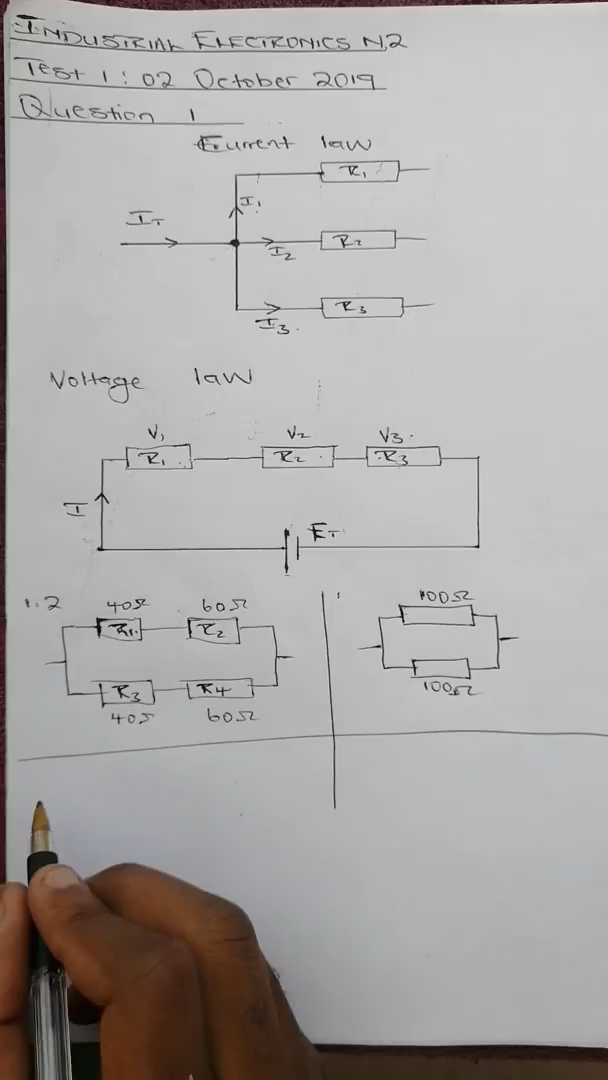 INDUSTRIAL ELECTRONICS N2
Test 1: 02 October 2019
Question 1
Current law
R1
I1
IT
I2
R2
I3
R3
Voltage law
V1 V2 V3
R1 R2 R3
I
ET
1.2 40Ω 60Ω
R1 R2
R3 R4
40Ω 60Ω
100Ω
100Ω